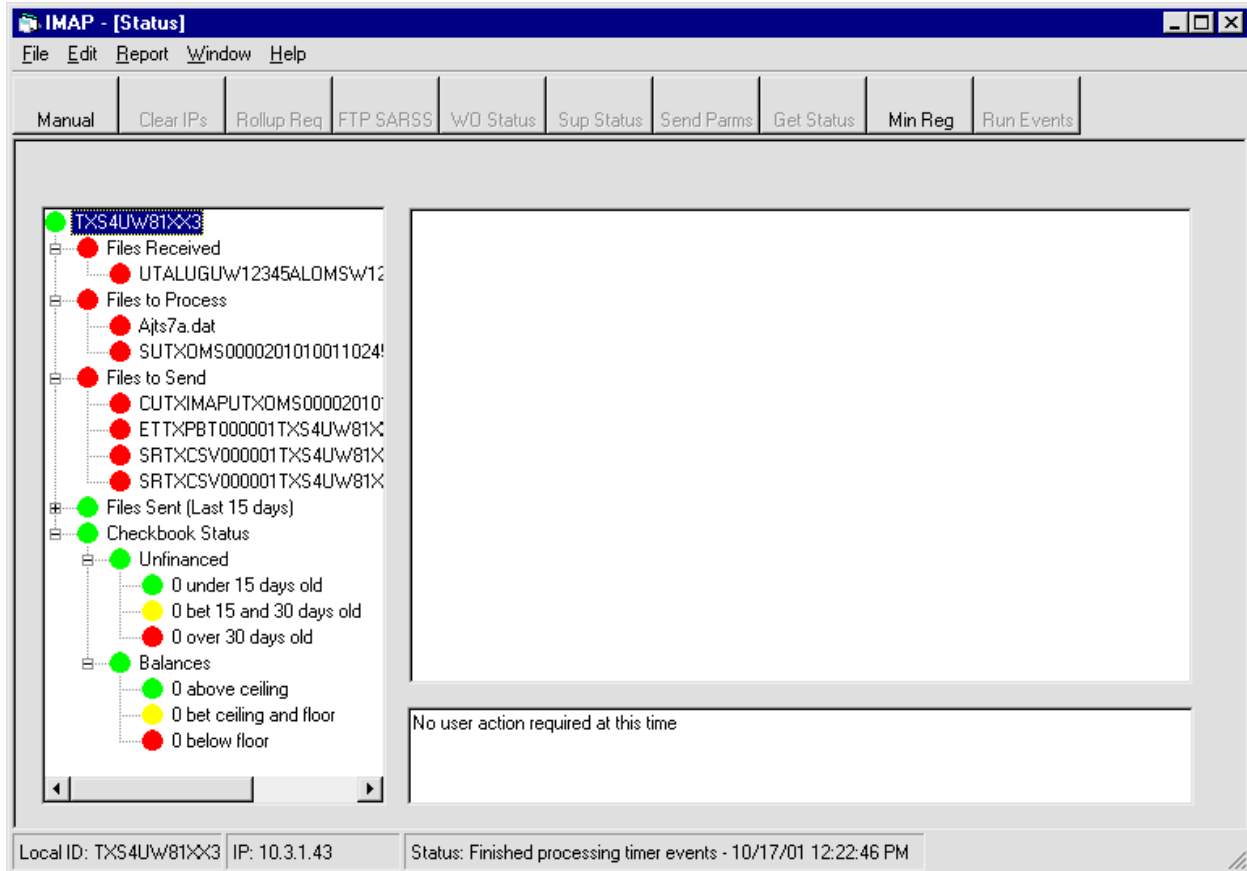 IMAP - [Status]
File Edit Report Window Help
Manual Clear IPs Rollup Req FTP SARSS WO Status Sup Status Send Parms Get Status Min Reg Run Events
TXS4UW81XX3
Files Received
UTALUGUW12345ALOMSW12
Files to Process
Ajts7a.dat
SUTXOMS00002010100110245
Files to Send
CUTXIMAPUTXOMS00002010
ETTXPBT000001TXS4UW81X
SRTXCSV000001TXS4UW81X
SRTXCSV000001TXS4UW81X
Files Sent (Last 15 days)
Checkbook Status
Unfinanced
0 under 15 days old
0 bet 15 and 30 days old
0 over 30 days old
Balances
0 above ceiling
0 bet ceiling and floor
0 below floor
No user action required at this time
Local ID: TXS4UW81XX3 IP: 10.3.1.43 Status: Finished processing timer events - 10/17/01 12:22:46 PM